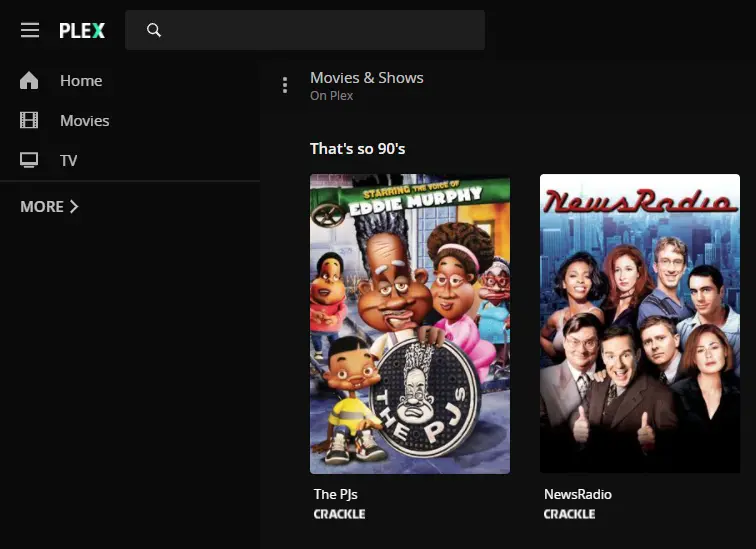 PLEX
Home
Movies
TV
MORE
Movies & Shows
On Plex
That's so 90's
STARRING THE VOICE OF
EDDIE MURPHY
THE PJs
The PJs
CRACKLE
NewsRadio
NewsRadio
CRACKLE